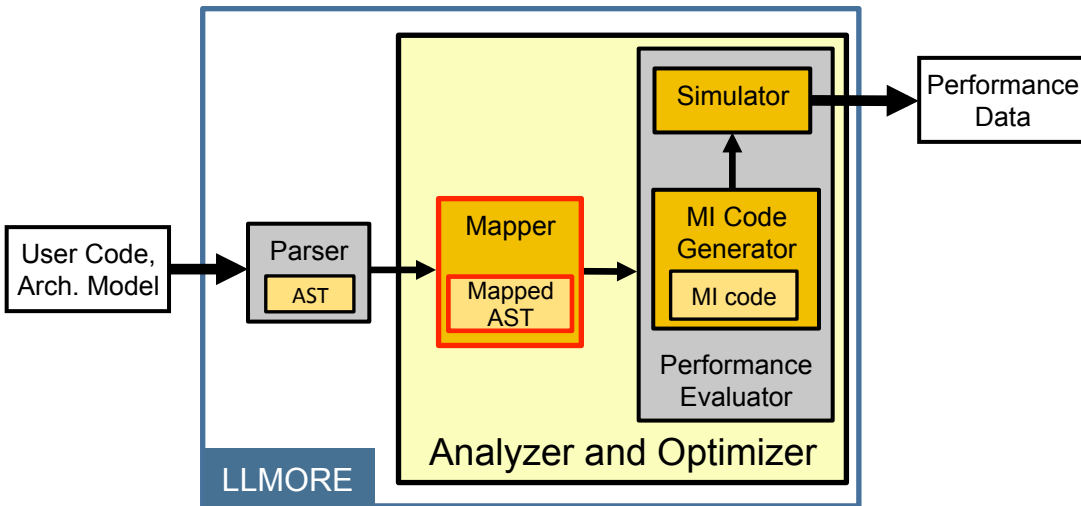 User Code,
Arch. Model
Parser
AST
Mapper
Mapped
AST
Simulator
MI Code
Generator
MI code
Performance
Evaluator
Analyzer and Optimizer
LLMORE
Performance
Data